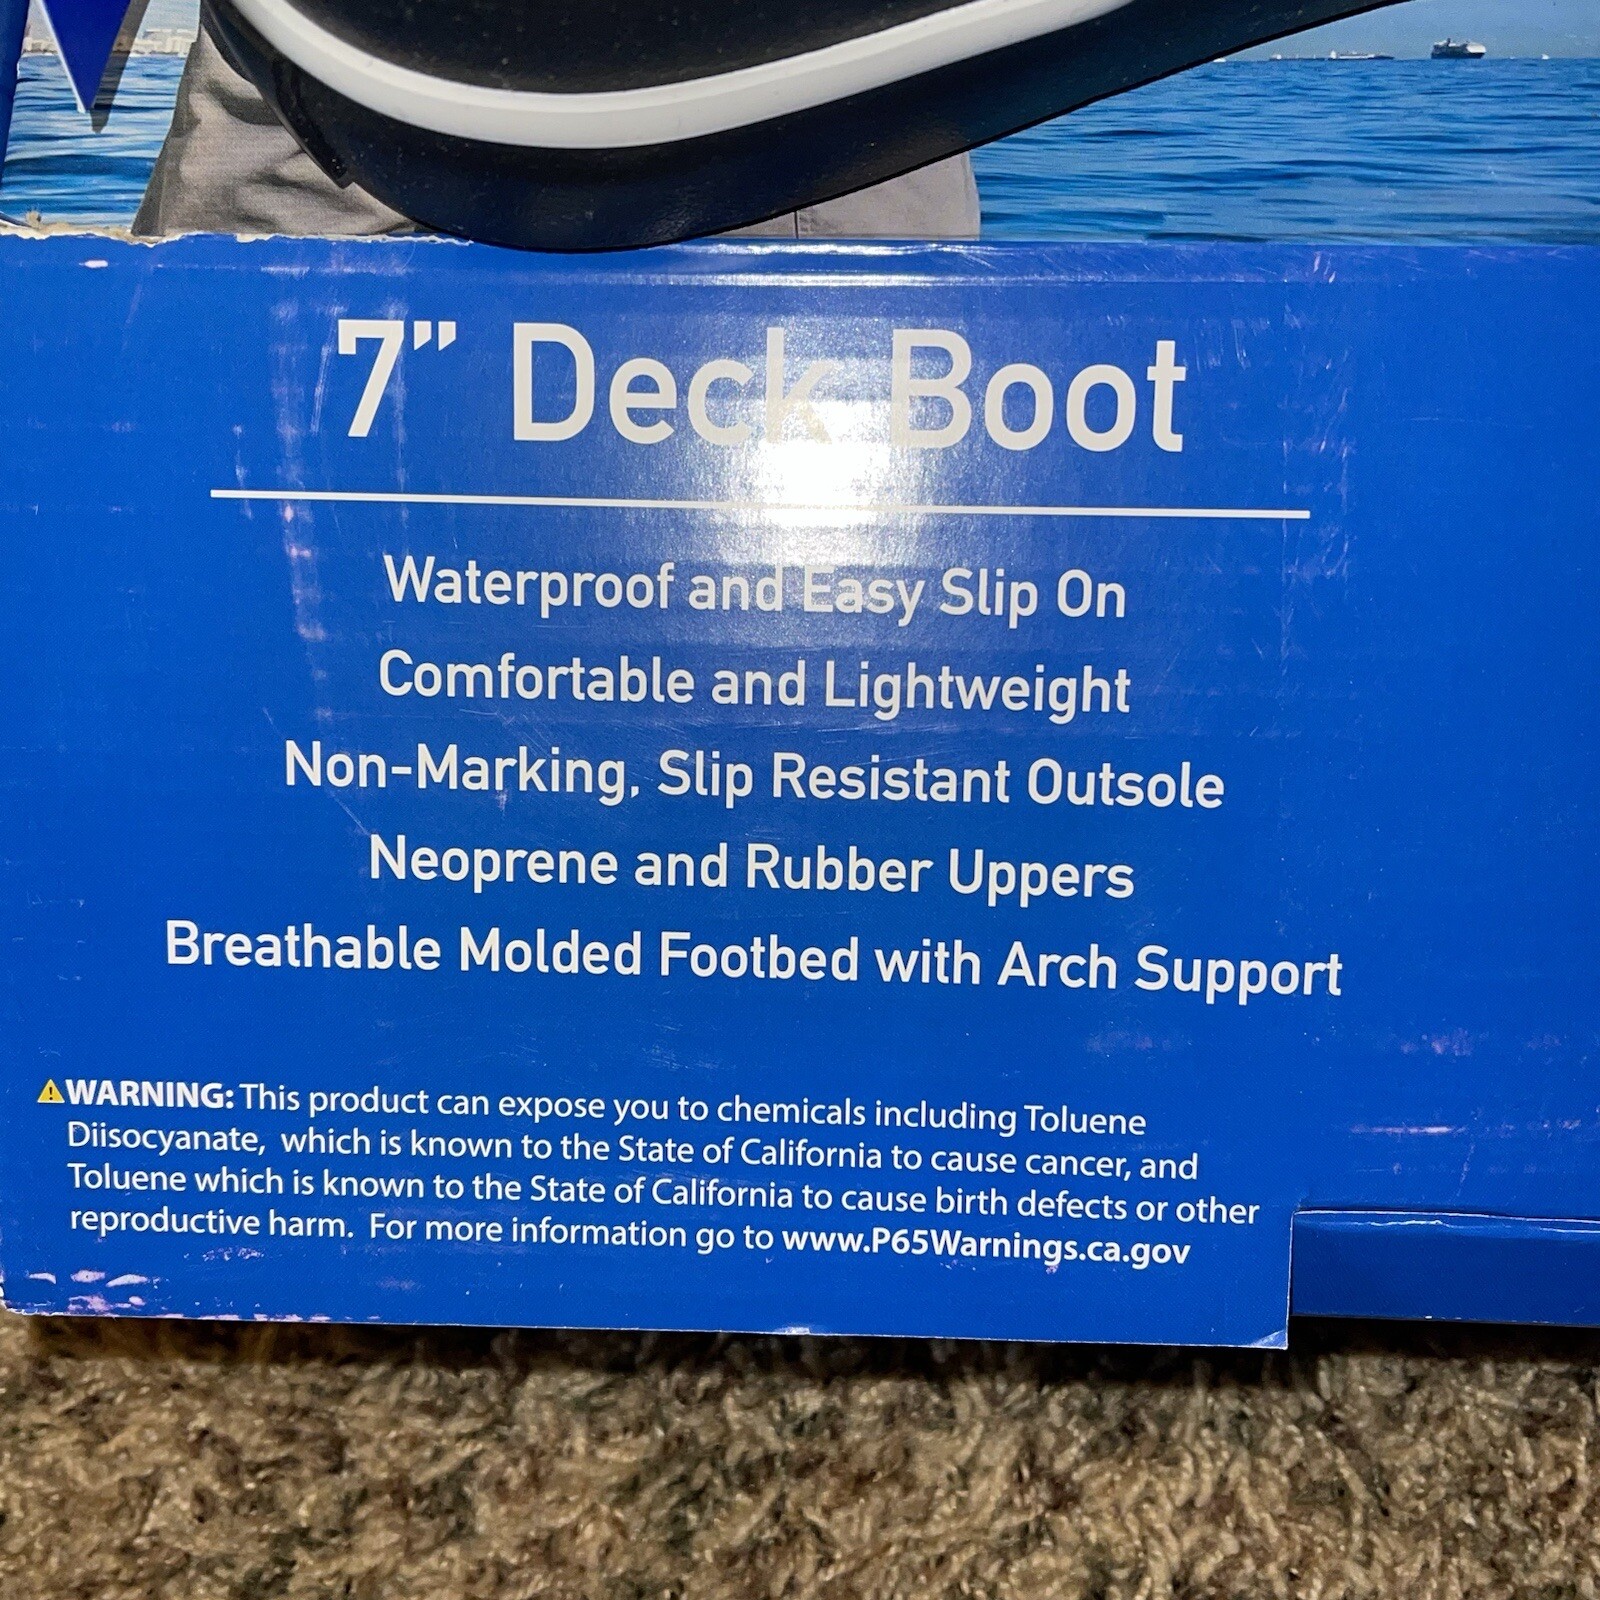 7” Deck Boot
Waterproof and Easy Slip On
Comfortable and Lightweight
Non-Marking, Slip Resistant Outsole
Neoprene and Rubber Uppers
Breathable Molded Footbed with Arch Support
⚠WARNING: This product can expose you to chemicals including Toluene
Diisocyanate, which is known to the State of California to cause cancer, and
Toluene which is known to the State of California to cause birth defects or other
reproductive harm. For more information go to www.P65Warnings.ca.gov